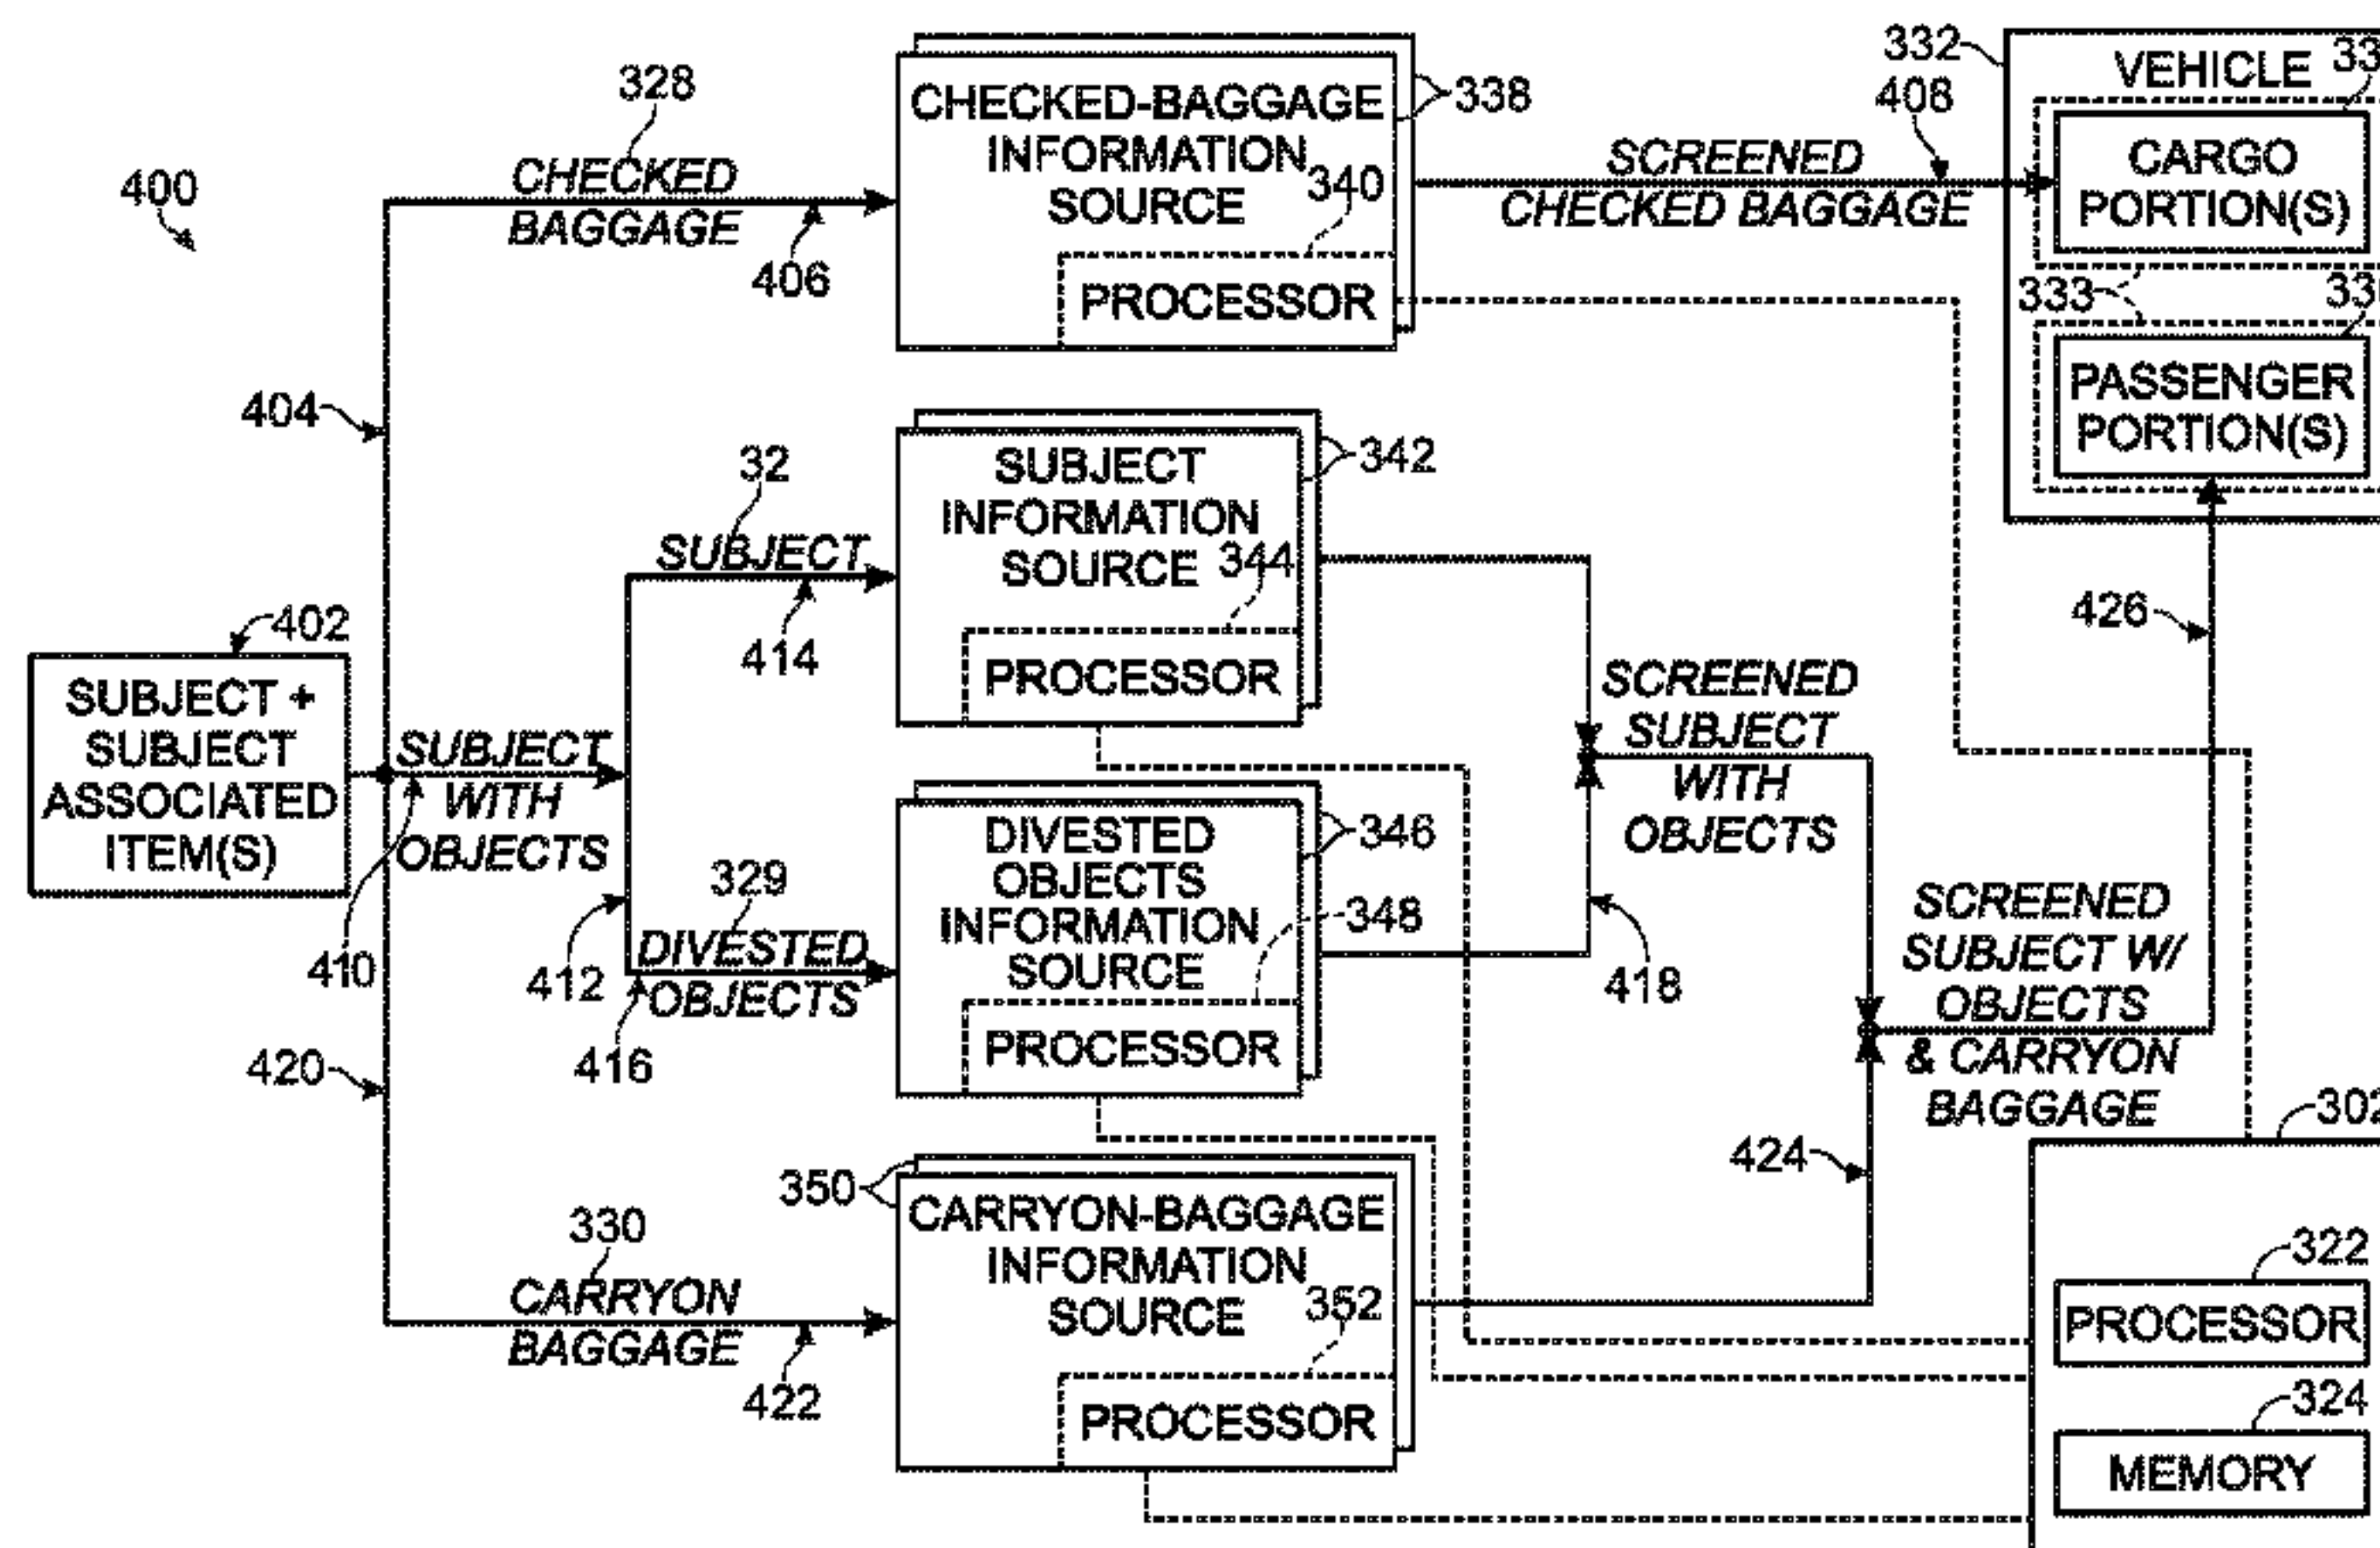 400
328
CHECKED
BAGGAGE
406
404
CHECKED-BAGGAGE
INFORMATION
SOURCE
340
PROCESSOR
338
SCREENED
CHECKED BAGGAGE
408
332
VEHICLE
CARGO
PORTION(S)
333
PASSENGER
PORTION(S)
402
SUBJECT +
SUBJECT
ASSOCIATED
ITEM(S)
SUBJECT
WITH
OBJECTS
410
412
32
SUBJECT
414
SUBJECT
INFORMATION
SOURCE
344
PROCESSOR
342
329
DIVESTED
OBJECTS
416
DIVESTED
OBJECTS
INFORMATION
SOURCE
348
PROCESSOR
346
418
SCREENED
SUBJECT
WITH
OBJECTS
426
SCREENED
SUBJECT W/
OBJECTS
& CARRYON
BAGGAGE
424
420
330
CARRYON
BAGGAGE
422
350
CARRYON-BAGGAGE
INFORMATION
SOURCE
352
PROCESSOR
302
322
PROCESSOR
324
MEMORY